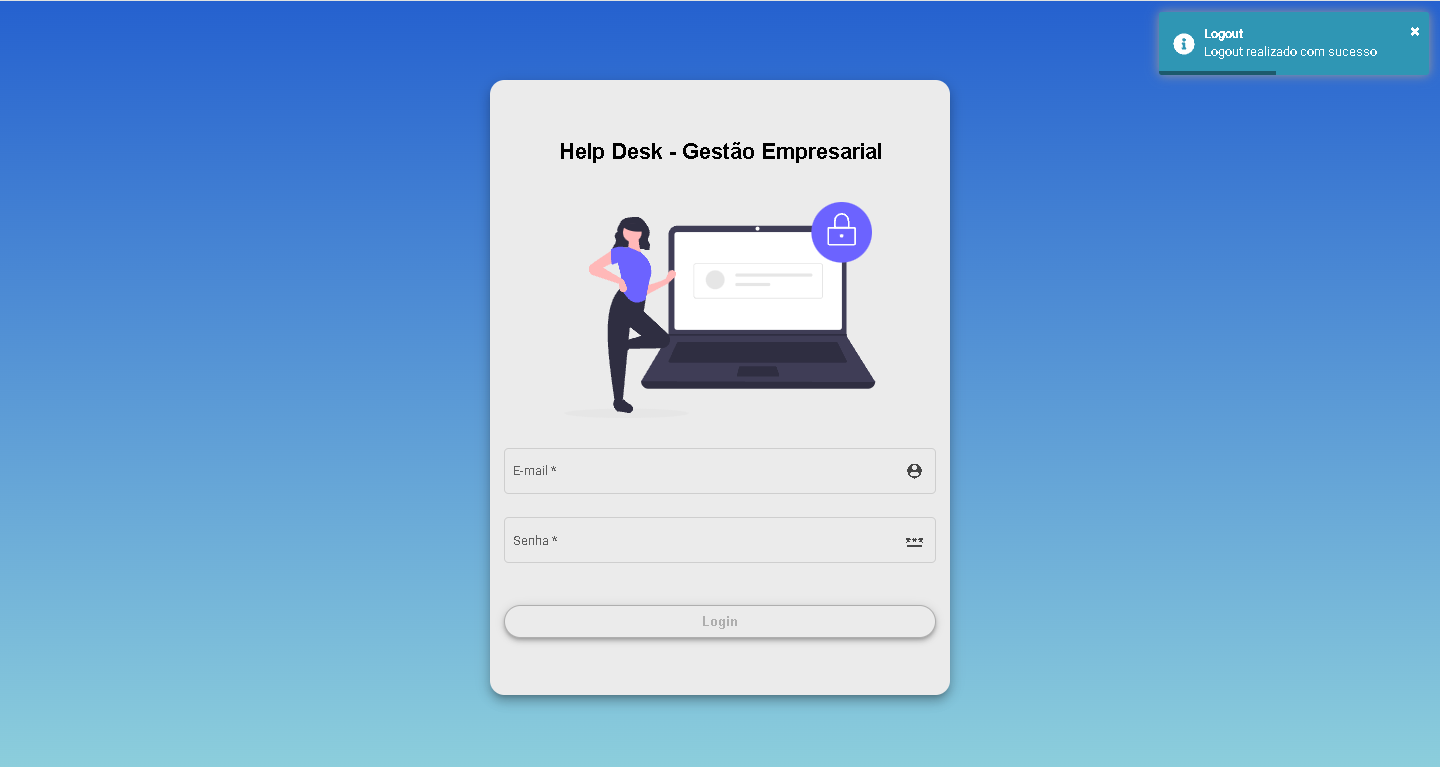 Logout
Logout realizado com sucesso
Help Desk - Gestão Empresarial
E-mail *
Senha *
Login